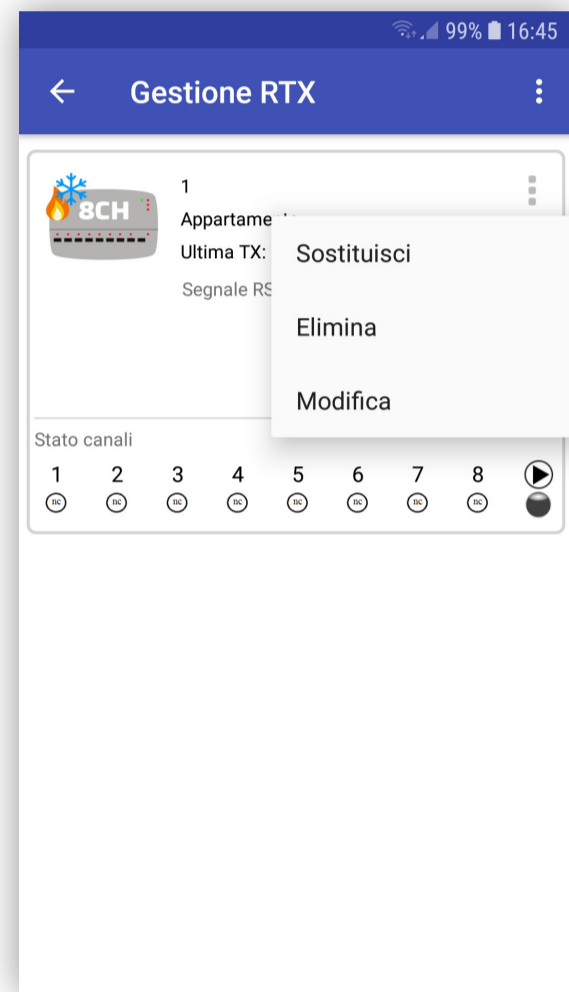 99% 16:45
Gestione RTX
8CH
1
Ultima TX:
Segnale
Sostituisci
Elimina
Modifica
Stato canali
1 2 3 4 5 6 7 8
nc nc nc nc nc nc nc nc